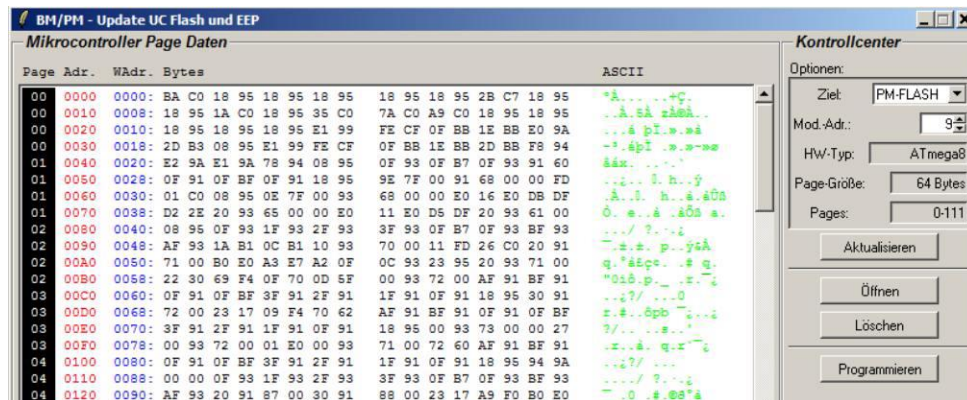 BM/PM - Update UC Flash und EEP
Mikrocontroller Page Daten
Page Adr. WAdr. Bytes ASCII
00 0000 0000: BA C0 18 95 18 95 18 95 18 95 18 95 2B C7 18 95
00 0010 0008: 18 95 1A C0 18 95 35 C0 7A C0 A9 C0 18 95 18 95
00 0020 0010: 18 95 18 95 18 95 E1 99 FE CF 0F BB 1E BB E0 9A
00 0030 0018: 2D B3 08 95 E1 99 FE CF 0F BB 1E BB 2D BB F8 94
01 0040 0020: E2 9A E1 9A 78 94 08 95 0F 93 0F B7 0F 93 91 60
01 0050 0028: 0F 91 0F BF 0F 91 18 95 9E 7F 00 91 68 00 00 FD
01 0060 0030: 01 C0 08 95 0E 7F 00 93 68 00 00 E0 16 E0 DB DF
01 0070 0038: D2 2E 20 93 65 00 00 E0 11 E0 D5 DF 20 93 61 00
02 0080 0040: 08 95 0F 93 1F 93 2F 93 3F 93 0F B7 0F 93 BF 93
02 0090 0048: AF 93 1A B1 0C B1 10 93 70 00 11 FD 26 C0 20 91
02 00A0 0050: 71 00 B0 E0 A3 E7 A2 0F 0C 93 23 95 20 93 71 00
02 00B0 0058: 22 30 69 F4 0F 70 0D 5F 00 93 72 00 AF 91 BF 91
03 00C0 0060: 0F 91 0F BF 3F 91 2F 91 1F 91 0F 91 18 95 30 91
03 00D0 0068: 72 00 23 17 09 F4 70 62 AF 91 BF 91 0F 91 0F BF
03 00E0 0070: 3F 91 2F 91 1F 91 0F 91 18 95 00 93 73 00 00 27
03 00F0 0078: 00 93 72 00 01 E0 00 93 71 00 72 60 AF 91 BF 91
04 0100 0080: 0F 91 0F BF 3F 91 2F 91 1F 91 0F 91 18 95 94 9A
04 0110 0088: 00 00 0F 93 1F 93 2F 93 3F 93 0F B7 0F 93 BF 93
04 0120 0090: AF 93 20 91 87 00 30 91 88 00 23 17 A9 F0 B0 E0
Kontrollcenter
Optionen:
Ziel: PM-FLASH
Mod.-Adr.: 9
HW-Typ: ATmega8
Page-Größe: 64 Bytes
Pages: 0-111
Aktualisieren
Öffnen
Löschen
Programmieren